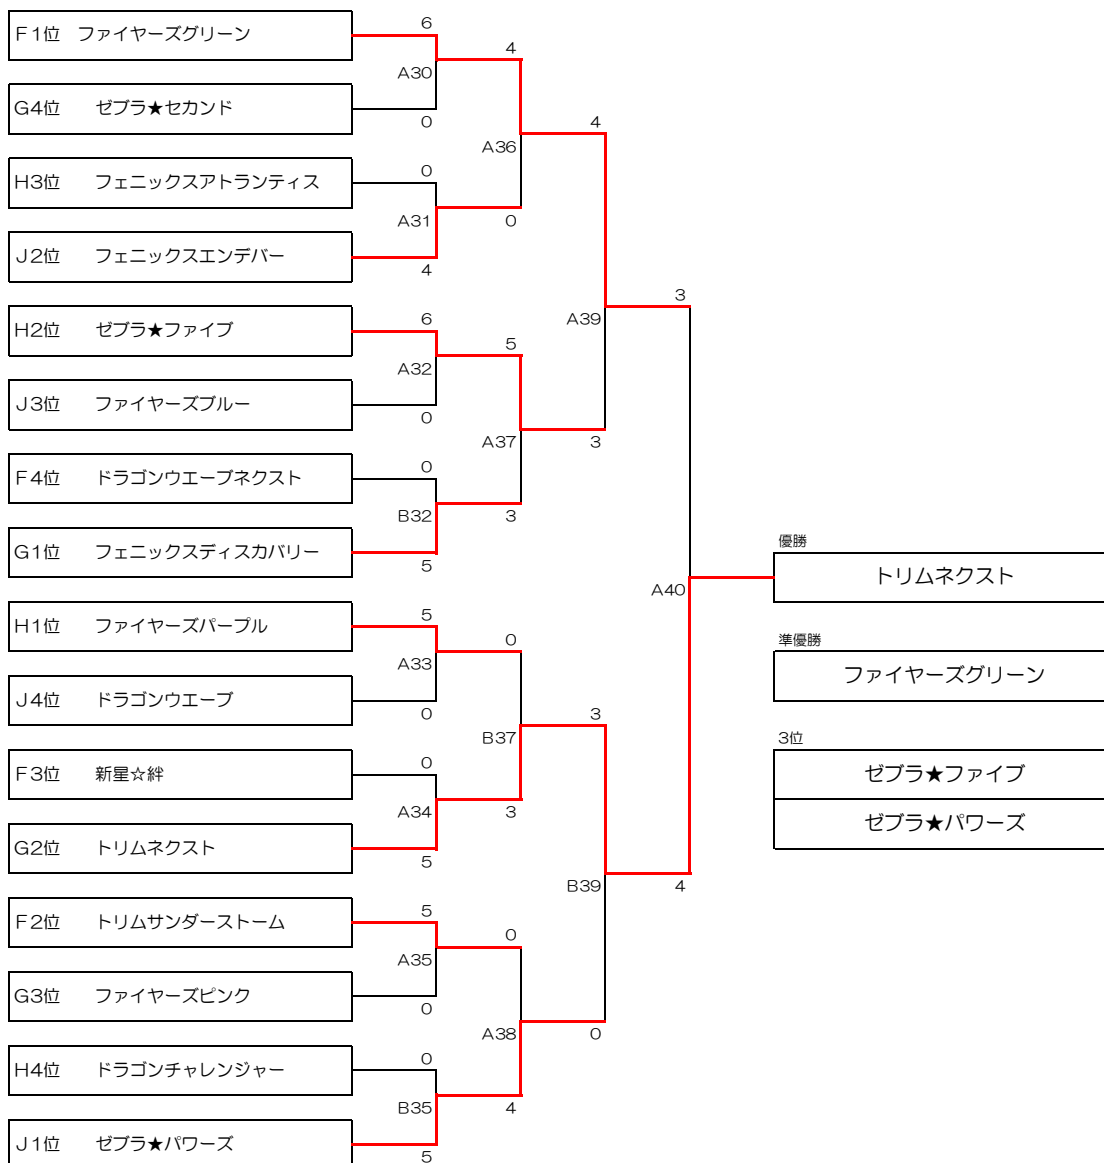 F1位 ファイヤーズグリーン
6
A30
4
G4位 ゼブラ★セカンド
0
A36
4
H3位 フェニックスアトランティス
0
A31
0
J2位 フェニックスエンデバー
4
A39
3
H2位 ゼブラ★ファイブ
6
A32
5
J3位 ファイヤーズブルー
0
A37
3
F4位 ドラゴンウエーブネクスト
0
B32
3
G1位 フェニックスディスカバリー
5
A40
優勝
トリムネクスト
H1位 ファイヤーズパープル
5
A33
0
準優勝
ファイヤーズグリーン
J4位 ドラゴンウエーブ
0
B37
3
3位
ゼブラ★ファイブ
ゼブラ★パワーズ
F3位 新星☆絆
0
A34
3
G2位 トリムネクスト
5
B39
4
F2位 トリムサンダーストーム
5
A35
0
G3位 ファイヤーズピンク
0
A38
0
H4位 ドラゴンチャレンジャー
0
B35
4
J1位 ゼブラ★パワーズ
5